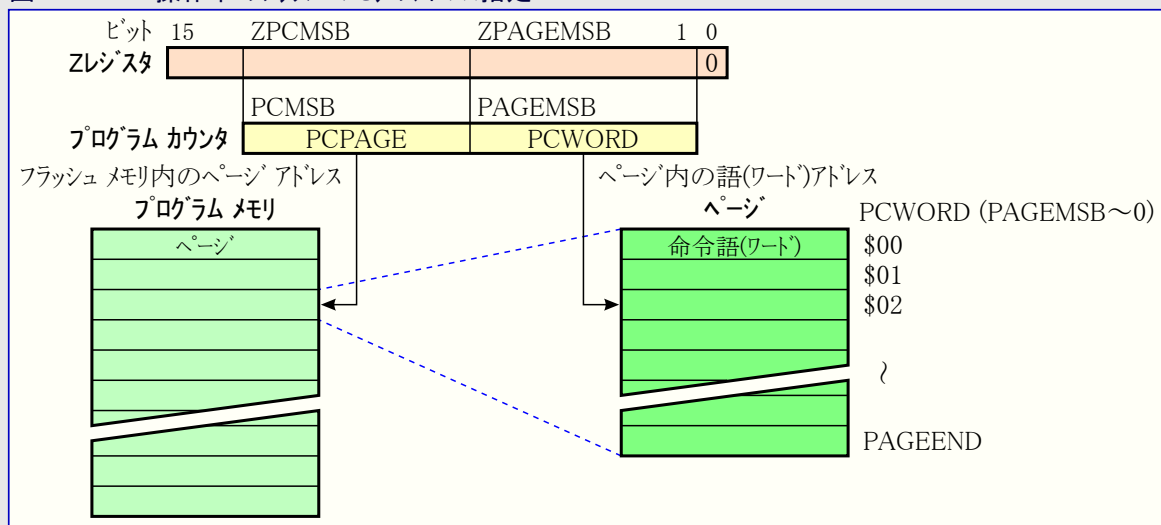 ビット 15 ZPCMSB ZPAGEMSB 1 0
Zレジスタ 0
PCMSB PAGEMSB
プログラム カウンタ PCPAGE PCWORD
フラッシュ メモリ内のページ アドレス ページ内の語(ワード)アドレス
プログラム メモリ ページ PCWORD (PAGEMSB～0)
ページ 命令語(ワード) $00
$01
$02
～
PAGEEND